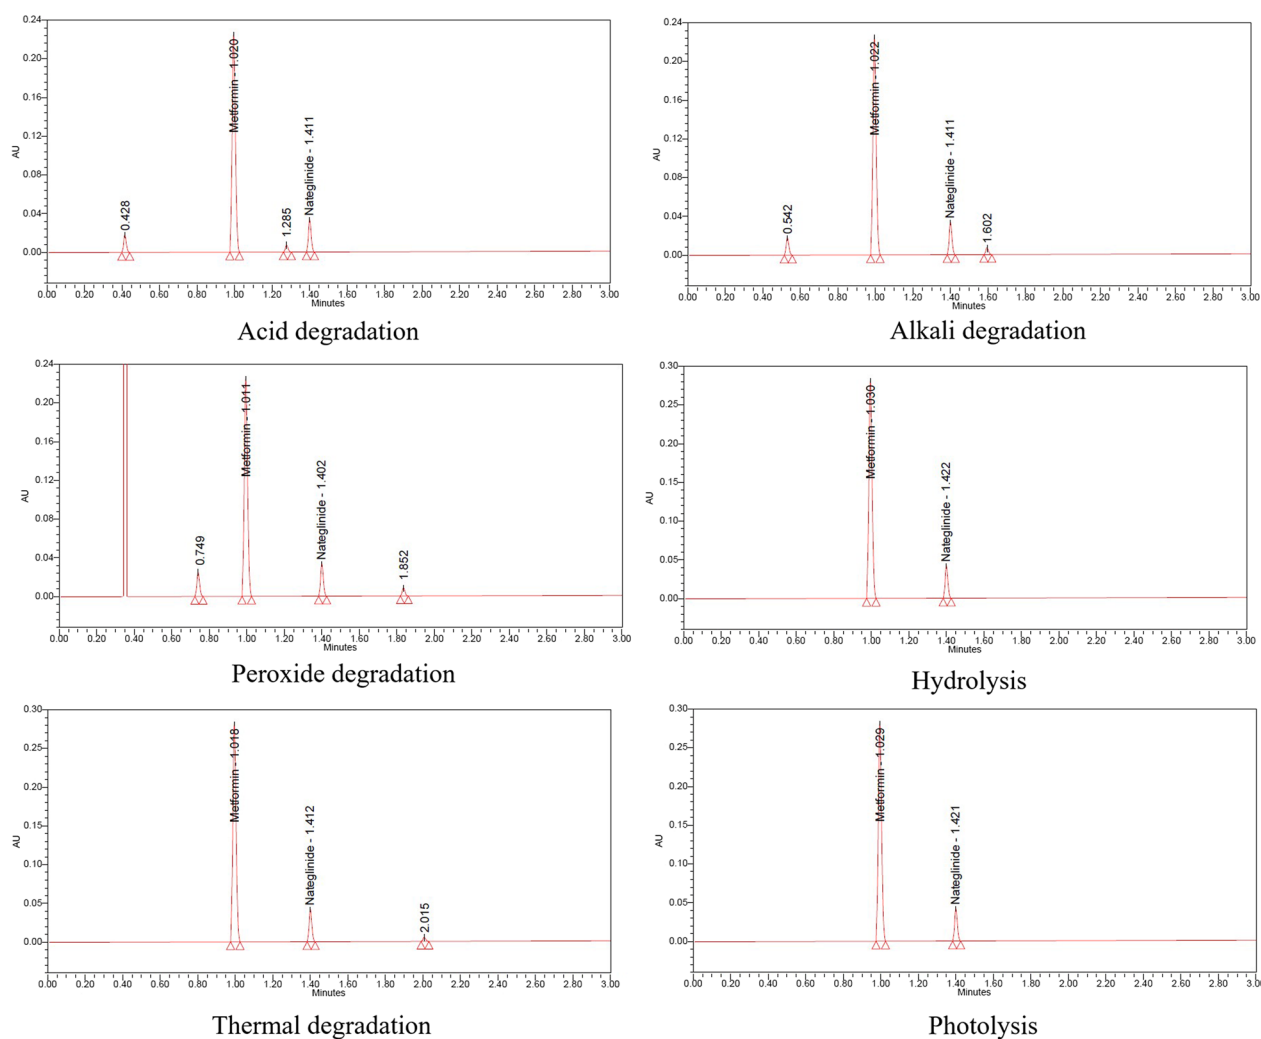 0.24
0.20
0.16
0.12
0.08
0.04
0.00
AU
0.428
Metformin - 1.020
1.285
Nateglinide - 1.411
0.00 0.20 0.40 0.60 0.80 1.00 1.20 1.40 1.60 1.80 2.00 2.20 2.40 2.60 2.80 3.00
Minutes
Acid degradation
0.24
0.20
0.16
0.12
0.08
0.04
0.00
AU
0.542
Metformin - 1.022
Nateglinide - 1.411
1.602
0.00 0.20 0.40 0.60 0.80 1.00 1.20 1.40 1.60 1.80 2.00 2.20 2.40 2.60 2.80 3.00
Minutes
Alkali degradation
0.24
0.20
0.16
0.12
0.08
0.04
0.00
AU
0.749
Metformin - 1.011
Nateglinide - 1.402
1.852
0.00 0.20 0.40 0.60 0.80 1.00 1.20 1.40 1.60 1.80 2.00 2.20 2.40 2.60 2.80 3.00
Minutes
Peroxide degradation
0.30
0.25
0.20
0.15
0.10
0.05
0.00
AU
Metformin - 1.030
Nateglinide - 1.422
0.00 0.20 0.40 0.60 0.80 1.00 1.20 1.40 1.60 1.80 2.00 2.20 2.40 2.60 2.80 3.00
Minutes
Hydrolysis
0.30
0.25
0.20
0.15
0.10
0.05
0.00
AU
Metformin - 1.018
Nateglinide - 1.412
2.015
0.00 0.20 0.40 0.60 0.80 1.00 1.20 1.40 1.60 1.80 2.00 2.20 2.40 2.60 2.80 3.00
Minutes
Thermal degradation
0.30
0.25
0.20
0.15
0.10
0.05
0.00
AU
Metformin - 1.029
Nateglinide - 1.421
0.00 0.20 0.40 0.60 0.80 1.00 1.20 1.40 1.60 1.80 2.00 2.20 2.40 2.60 2.80 3.00
Minutes
Photolysis